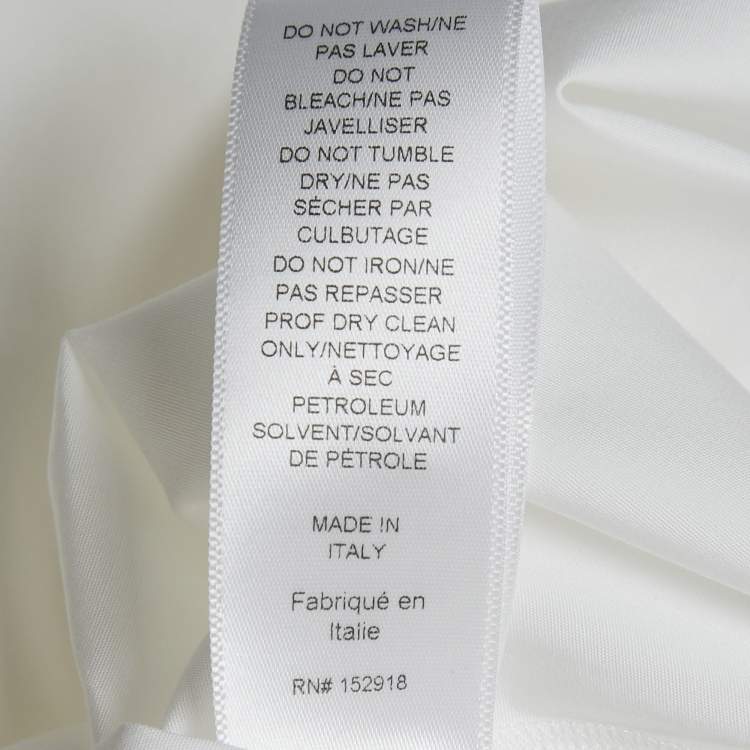 DO NOT WASH/NE
PAS LAVER
DO NOT
BLEACH/NE PAS
JAVELLISER
DO NOT TUMBLE
DRY/NE PAS
SÉCHER PAR
CULBUTAGE
DO NOT IRON/NE
PAS REPASSER
PROF DRY CLEAN
ONLY/NETTOYAGE
À SEC
PETROLEUM
SOLVENT/SOLVANT
DE PÉTROLE
MADE IN
ITALY
Fabriqué en
Italie
RN# 152918